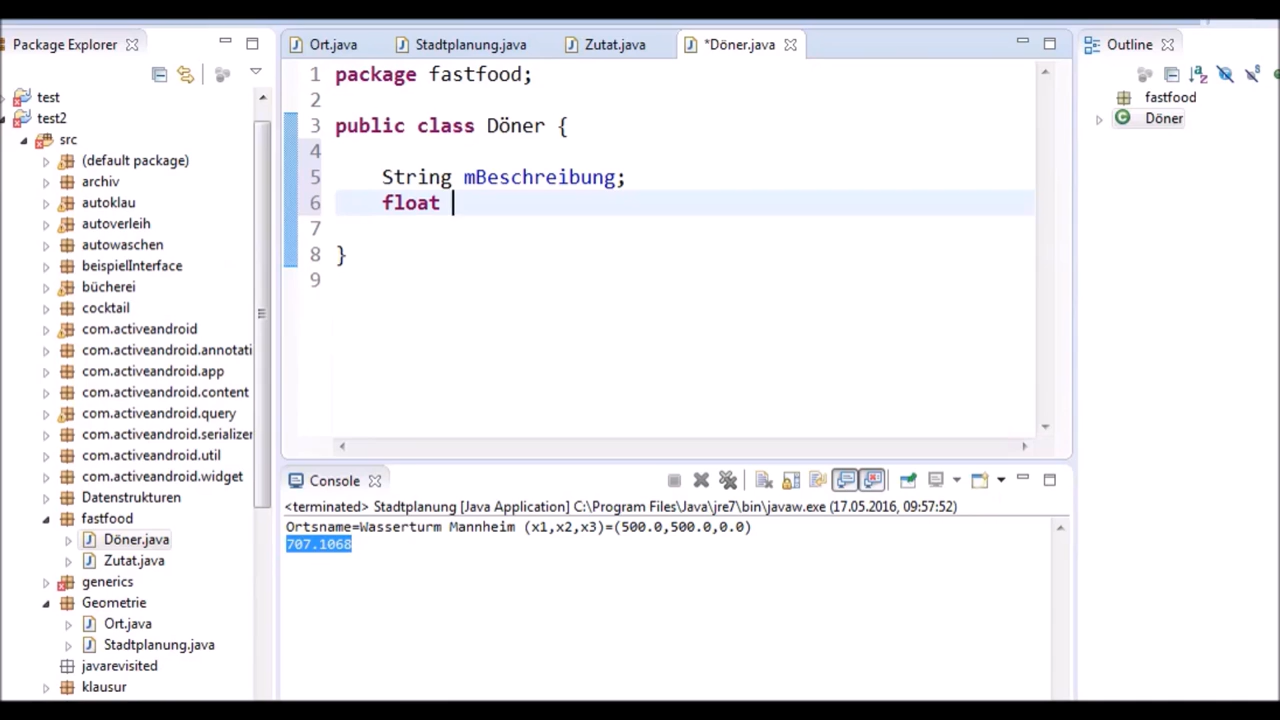 Package Explorer
test
test2
src
(default package)
archiv
autoklau
autoverleih
autowaschen
beispielInterface
bücherei
cocktail
com.activeandroid
com.activeandroid.annotati
com.activeandroid.app
com.activeandroid.content
com.activeandroid.query
com.activeandroid.serializer
com.activeandroid.util
com.activeandroid.widget
Datenstrukturen
fastfood
Döner.java
Zutat.java
generics
Geometrie
Ort.java
Stadtplanung.java
javarevisited
klausur
Ort.java Stadtplanung.java Zutat.java *Döner.java
1 package fastfood;
2
3 public class Döner {
4
5 String mBeschreibung;
6 float
7
8 }
9
Console
<terminated> Stadtplanung [Java Application] C:\Program Files\Java\jre7\bin\javaw.exe (17.05.2016, 09:57:52)
Ortsname=Wasserturm Mannheim (x1,x2,x3)=(500.0,500.0,0.0)
707.1068
Outline
fastfood
Döner